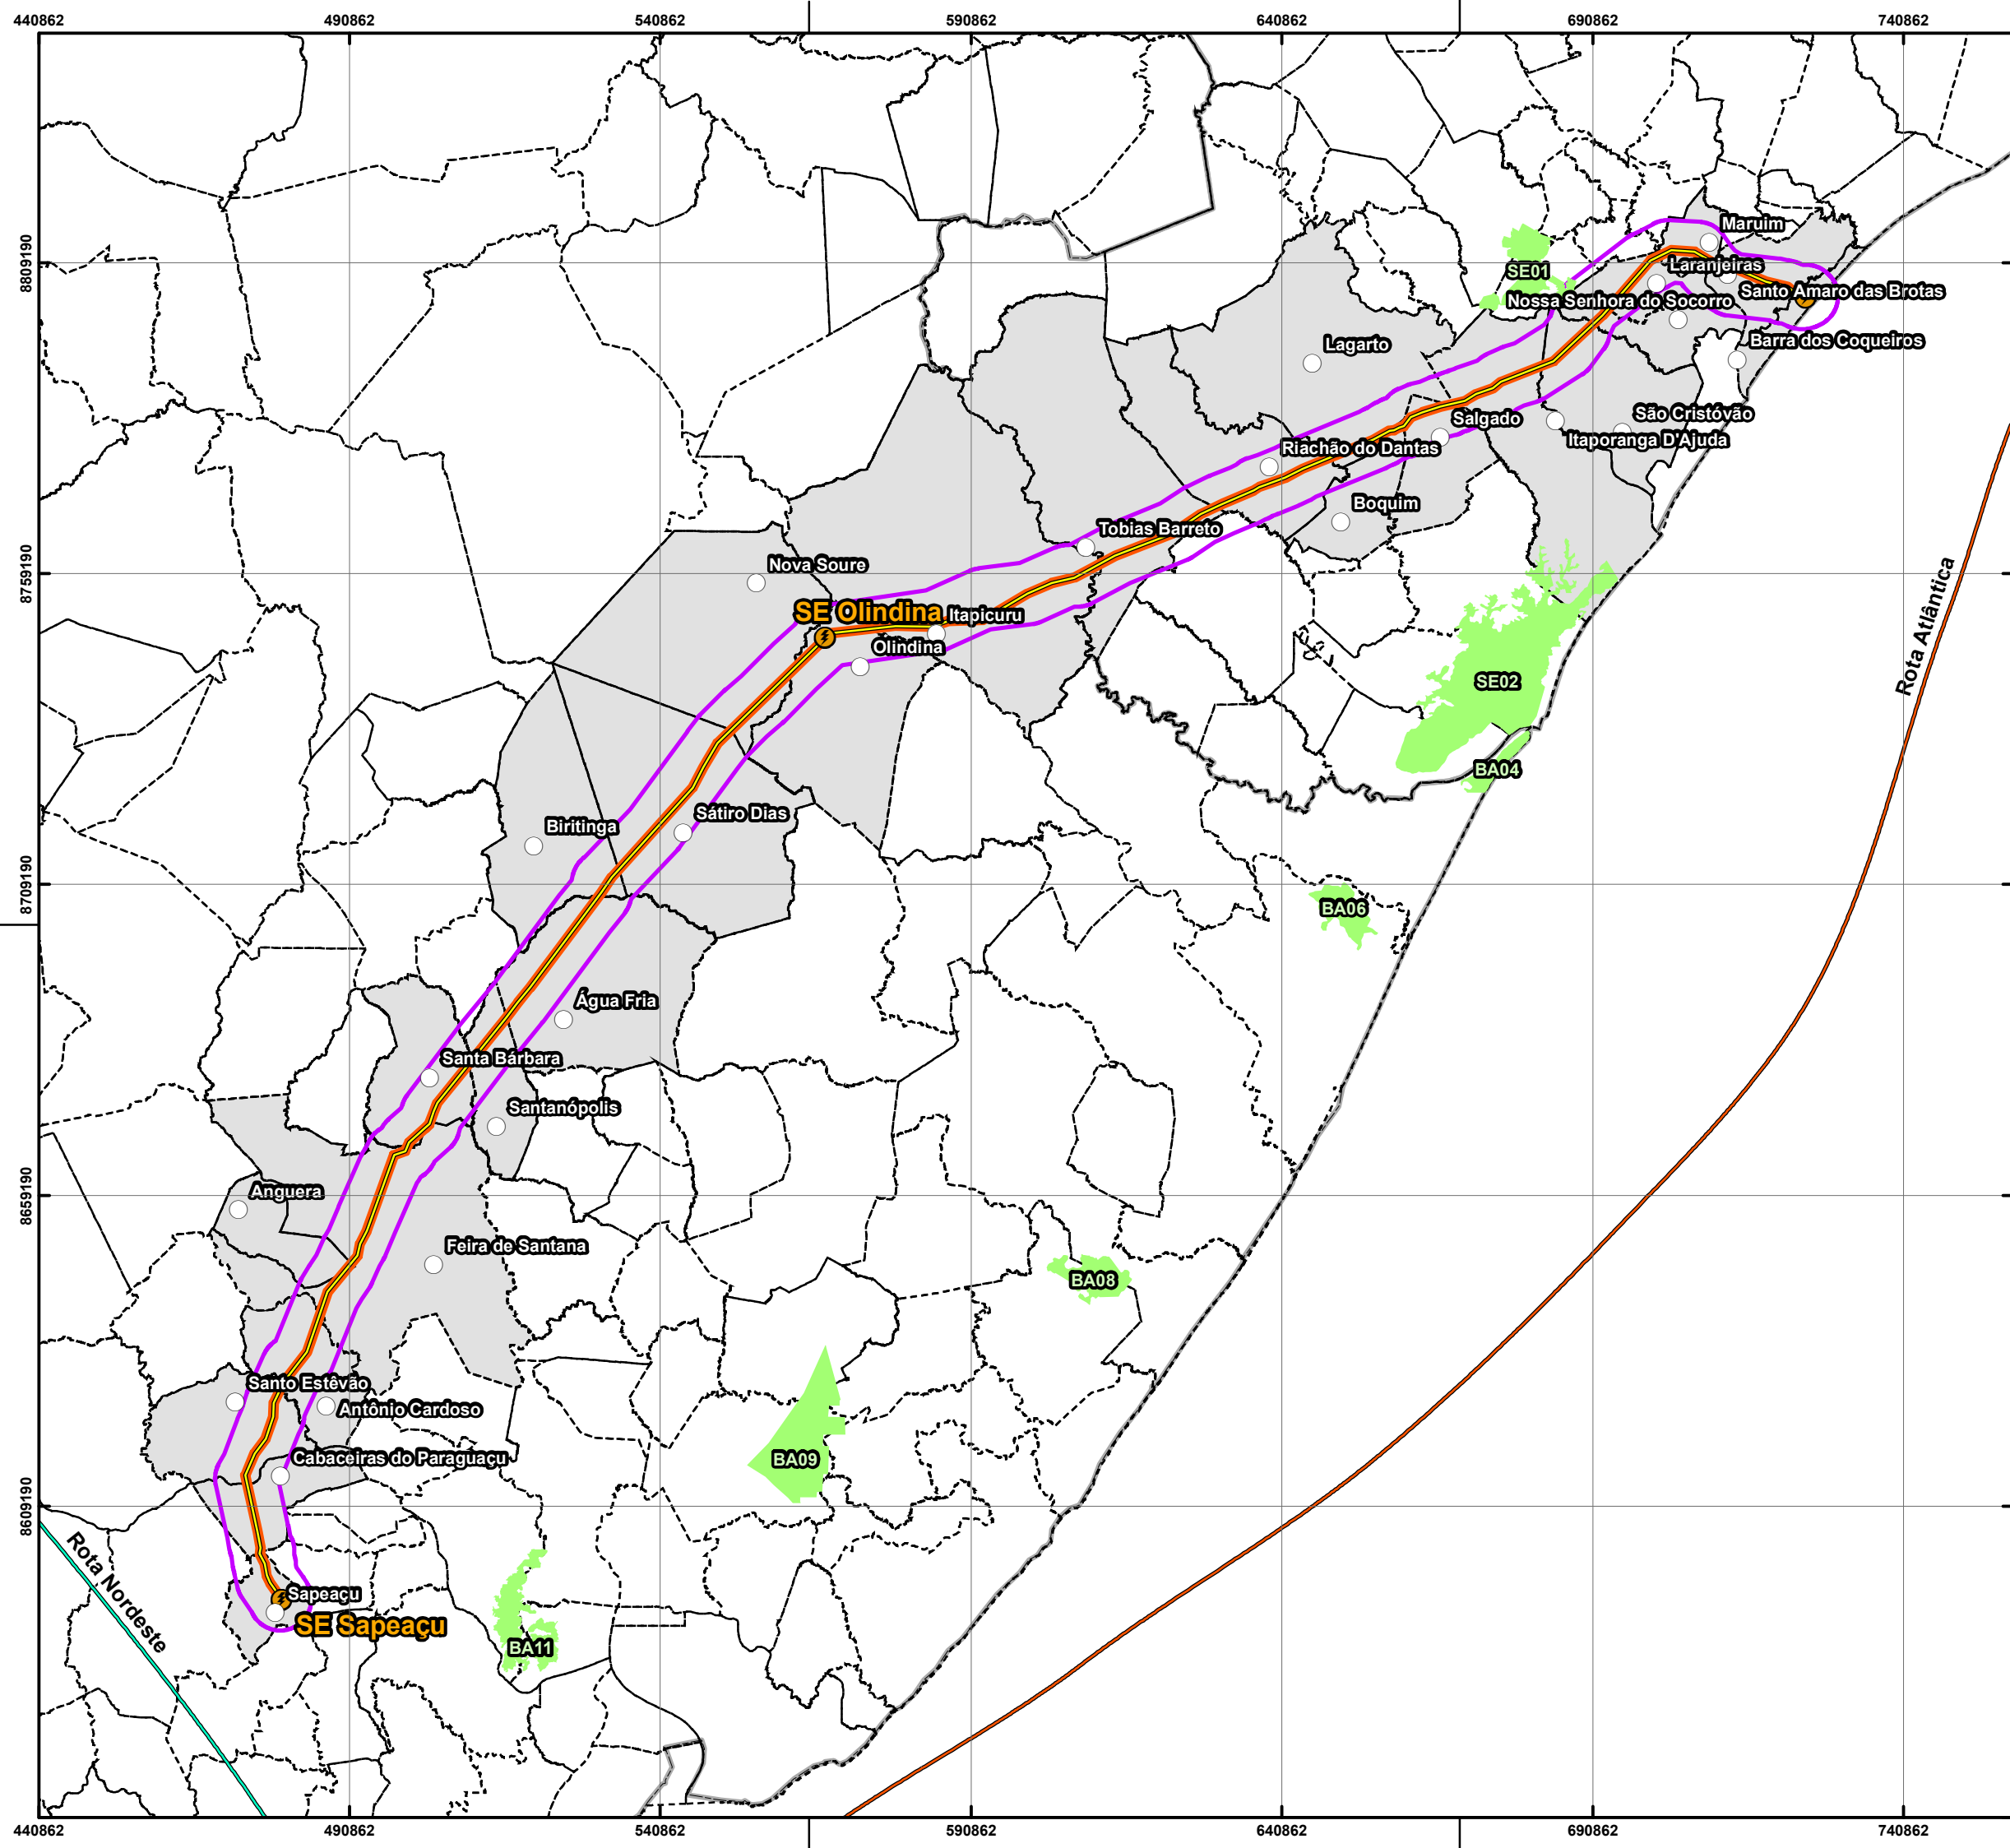 440862 490862 540862 590862 640862 690862 740862
8809190
8759190
8709190
8659190
8609190
Maruim
Laranjeiras
SE01
Santo Amaro das Brotas
Nossa Senhora do Socorro
Barra dos Coqueiros
Lagarto
São Cristóvão
Salgado
Itaporanga D'Ajuda
Riachão do Dantas
Boquim
Tobias Barreto
Nova Soure
SE Olindina
Itapicuru
Olindina
Rota Atlântica
SE02
BA04
Sátiro Dias
Biritinga
BA06
Água Fria
Santa Bárbara
Santanópolis
Anguera
Feira de Santana
BA08
Santo Estêvão
Antônio Cardoso
Cabaceiras do Paraguaçu
BA09
Rota Nordeste
Sapeaçu
SE Sapeaçu
BA11
440862 490862 540862 590862 640862 690862 740862